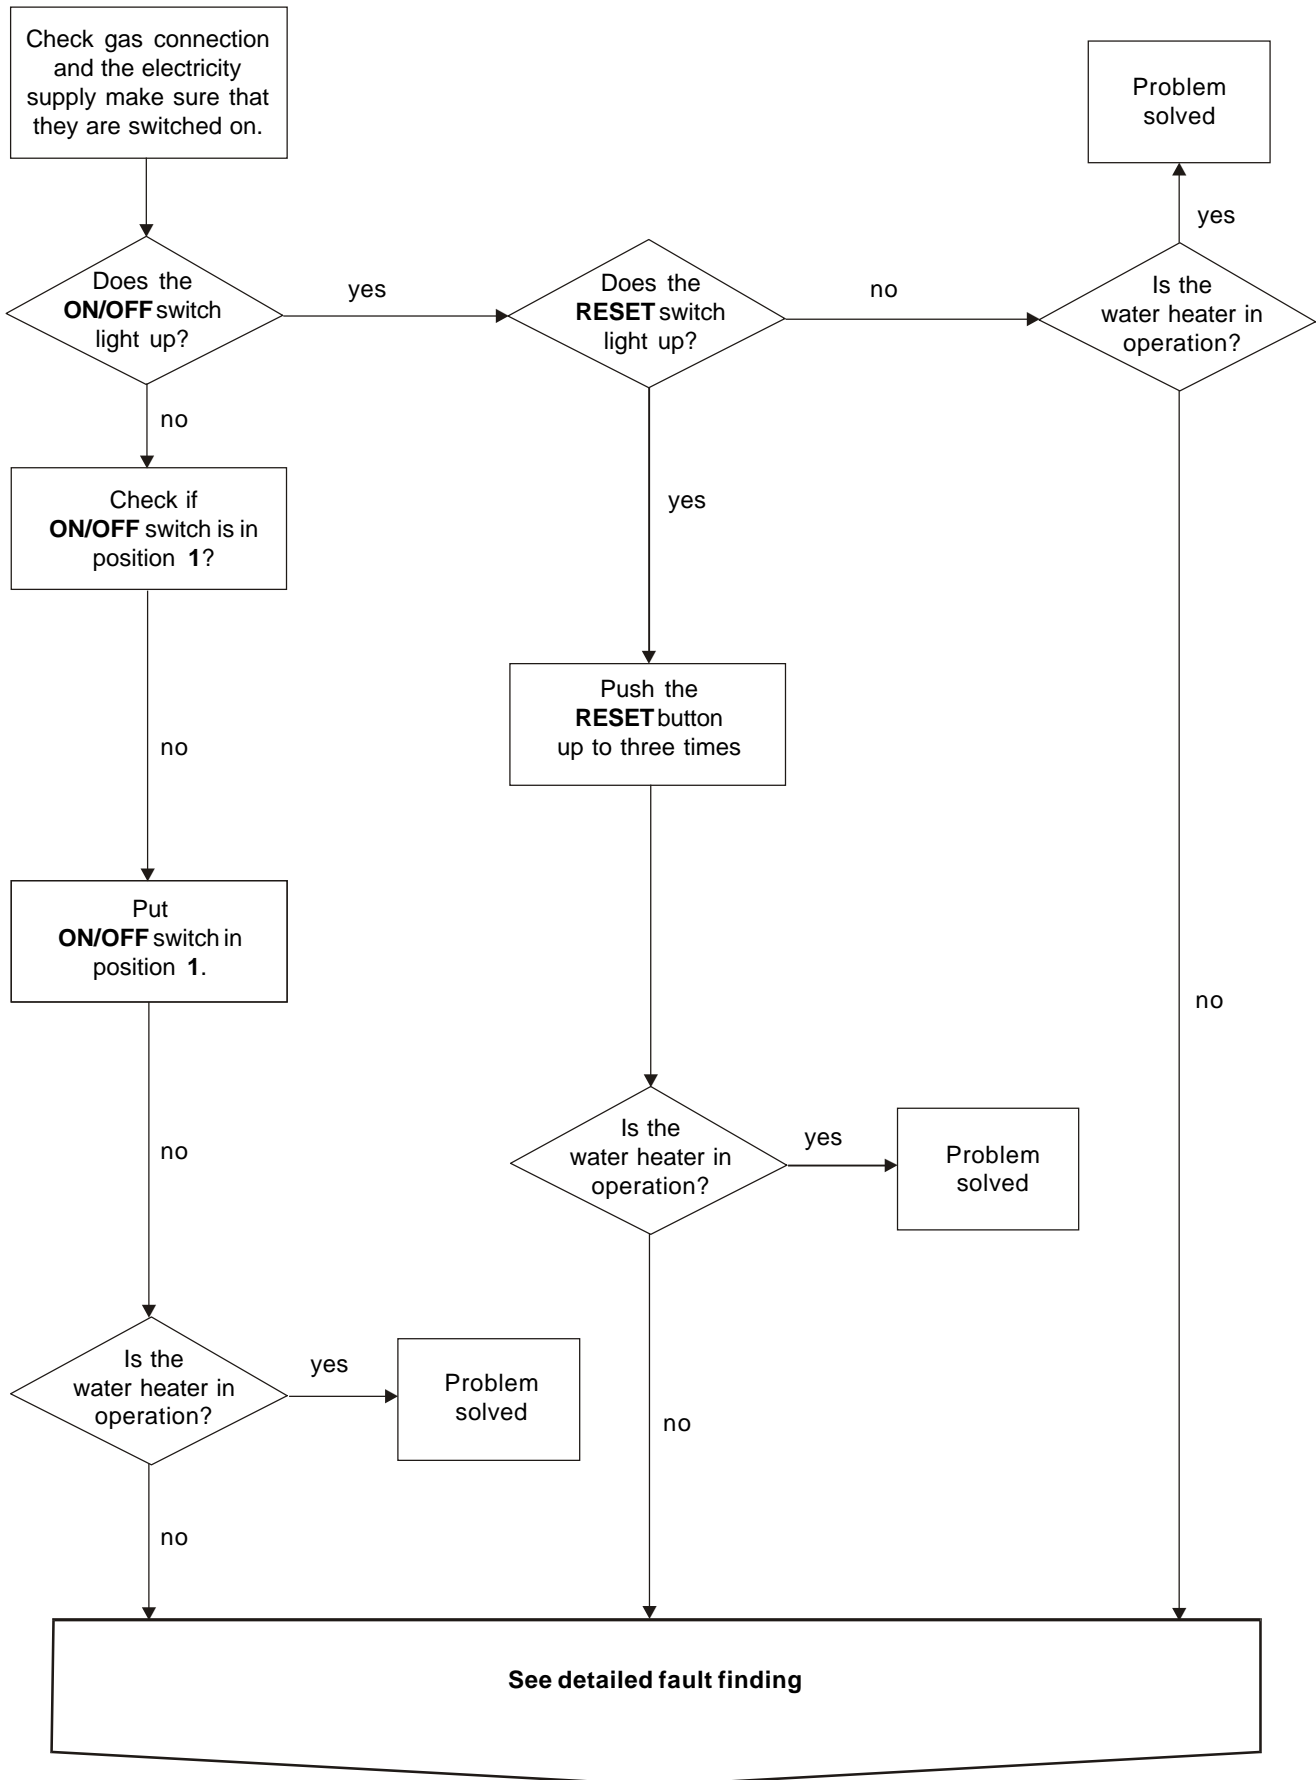 Check gas connection
and the electricity
supply make sure that
they are switched on.
Problem
solved
yes
Does the
ON/OFF switch
light up?
yes
Does the
RESET switch
light up?
no
Is the
water heater in
operation?
no
Check if
ON/OFF switch is in
position 1?
yes
no
Push the
RESET button
up to three times
Put
ON/OFF switch in
position 1.
no
no
Is the
water heater in
operation?
yes
Problem
solved
Is the
water heater in
operation?
yes
Problem
solved
no
no
See detailed fault finding